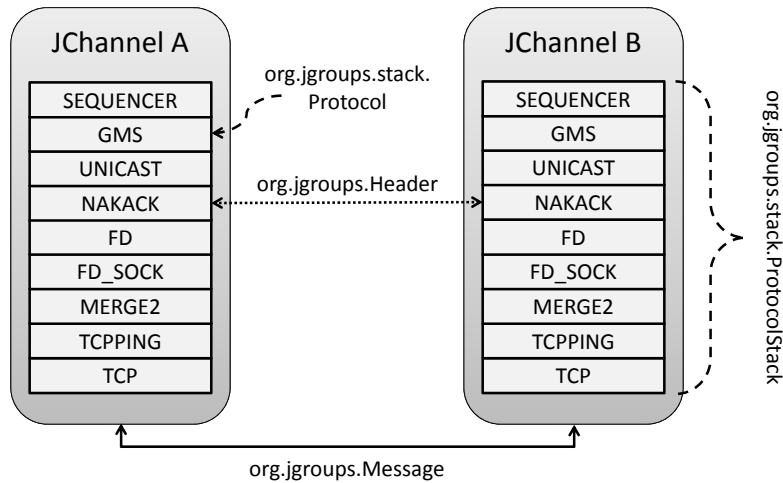 JChannel A
SEQUENCER
GMS
UNICAST
NAKACK
FD
FD_SOCK
MERGE2
TCPPING
TCP
org.jgroups.stack.
Protocol
org.jgroups.Header
JChannel B
SEQUENCER
GMS
UNICAST
NAKACK
FD
FD_SOCK
MERGE2
TCPPING
TCP
org.jgroups.stack.ProtocolStack
org.jgroups.Message